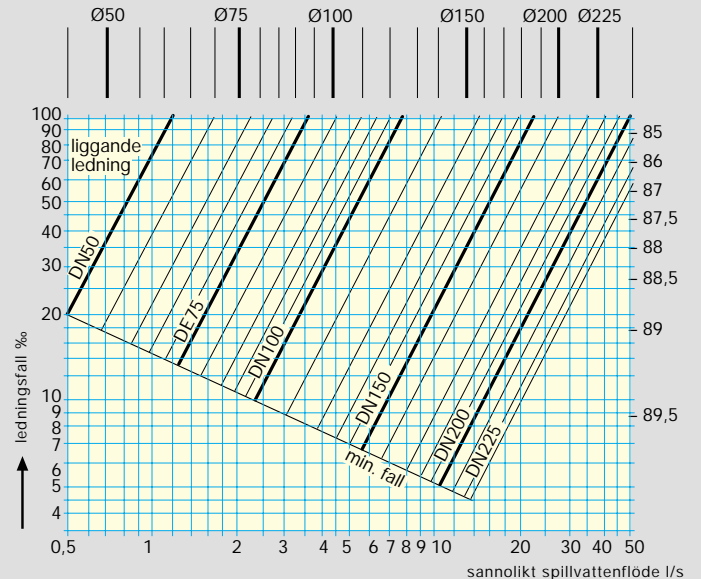 Ø50 Ø75 Ø100 Ø150 Ø200 Ø225
100
90
80
70
60
50
40
30
20
10
9
8
7
6
5
4
ledningsfall ‰
liggande
ledning
DN50
DE75
DN100
DN150
DN200
DN225
min. fall
85
86
87
87,5
88
88,5
89
89,5
0,5 1 2 3 4 5 6 7 8 9 10 20 30 40 50
sannolikt spillvattenflöde l/s